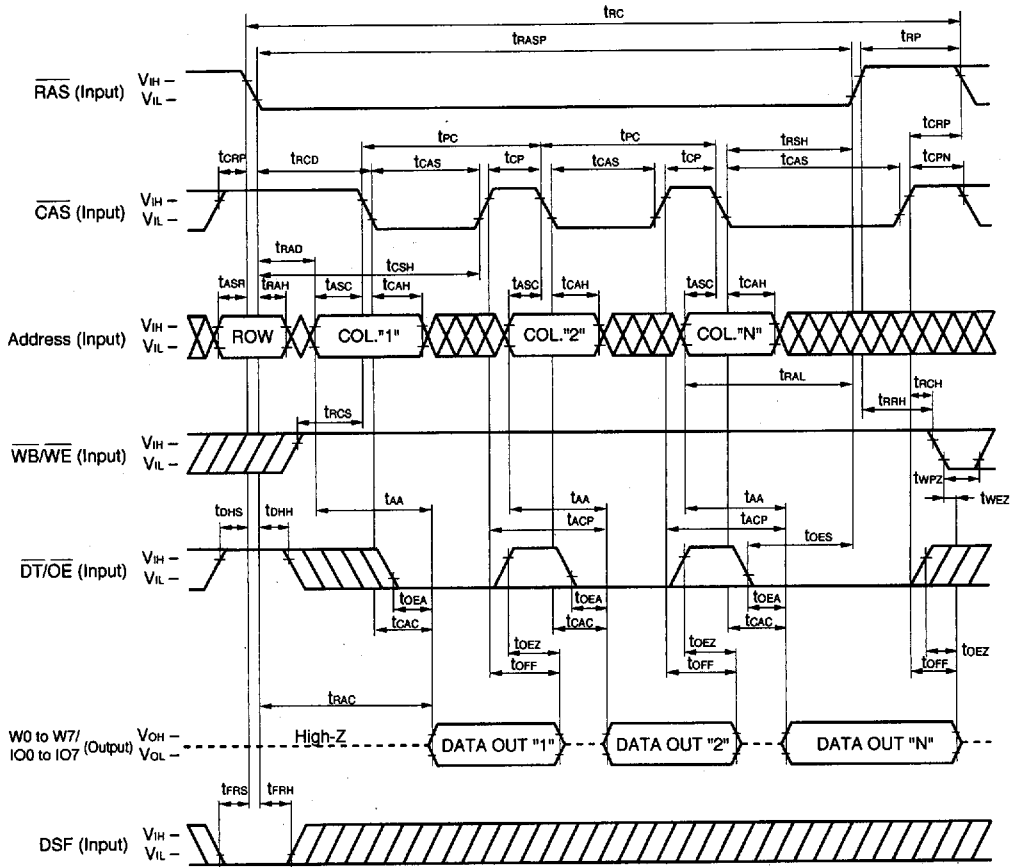 tRC
tRASP
tRP
RAS (Input)
VIH –
VIL –
tCRP
tRCD
tPC
tCAS
tCP
tPC
tCAS
tCP
tRSH
tCAS
tCRP
tCPN
CAS (Input)
VIH –
VIL –
tRAD
tCSH
tASR
tRAH
tASC
tCAH
tASC
tCAH
tASC
tCAH
Address (Input)
VIH –
VIL –
ROW
COL."1"
COL."2"
COL."N"
tRAL
tRCH
tRRH
tRCS
WB/WE (Input)
VIH –
VIL –
tWPZ
tWEZ
tAA
tAA
tAA
tDHS
tDHH
tACP
tACP
tOES
DT/OE (Input)
VIH –
VIL –
tOEA
tOEA
tOEA
tCAC
tCAC
tCAC
tOEZ
tOEZ
tOEZ
tOFF
tOFF
tOFF
tRAC
W0 to W7/
IO0 to IO7
(Output)
VOH –
VOL –
High-Z
DATA OUT "1"
DATA OUT "2"
DATA OUT "N"
tFRS
tFRH
DSF (Input)
VIH –
VIL –